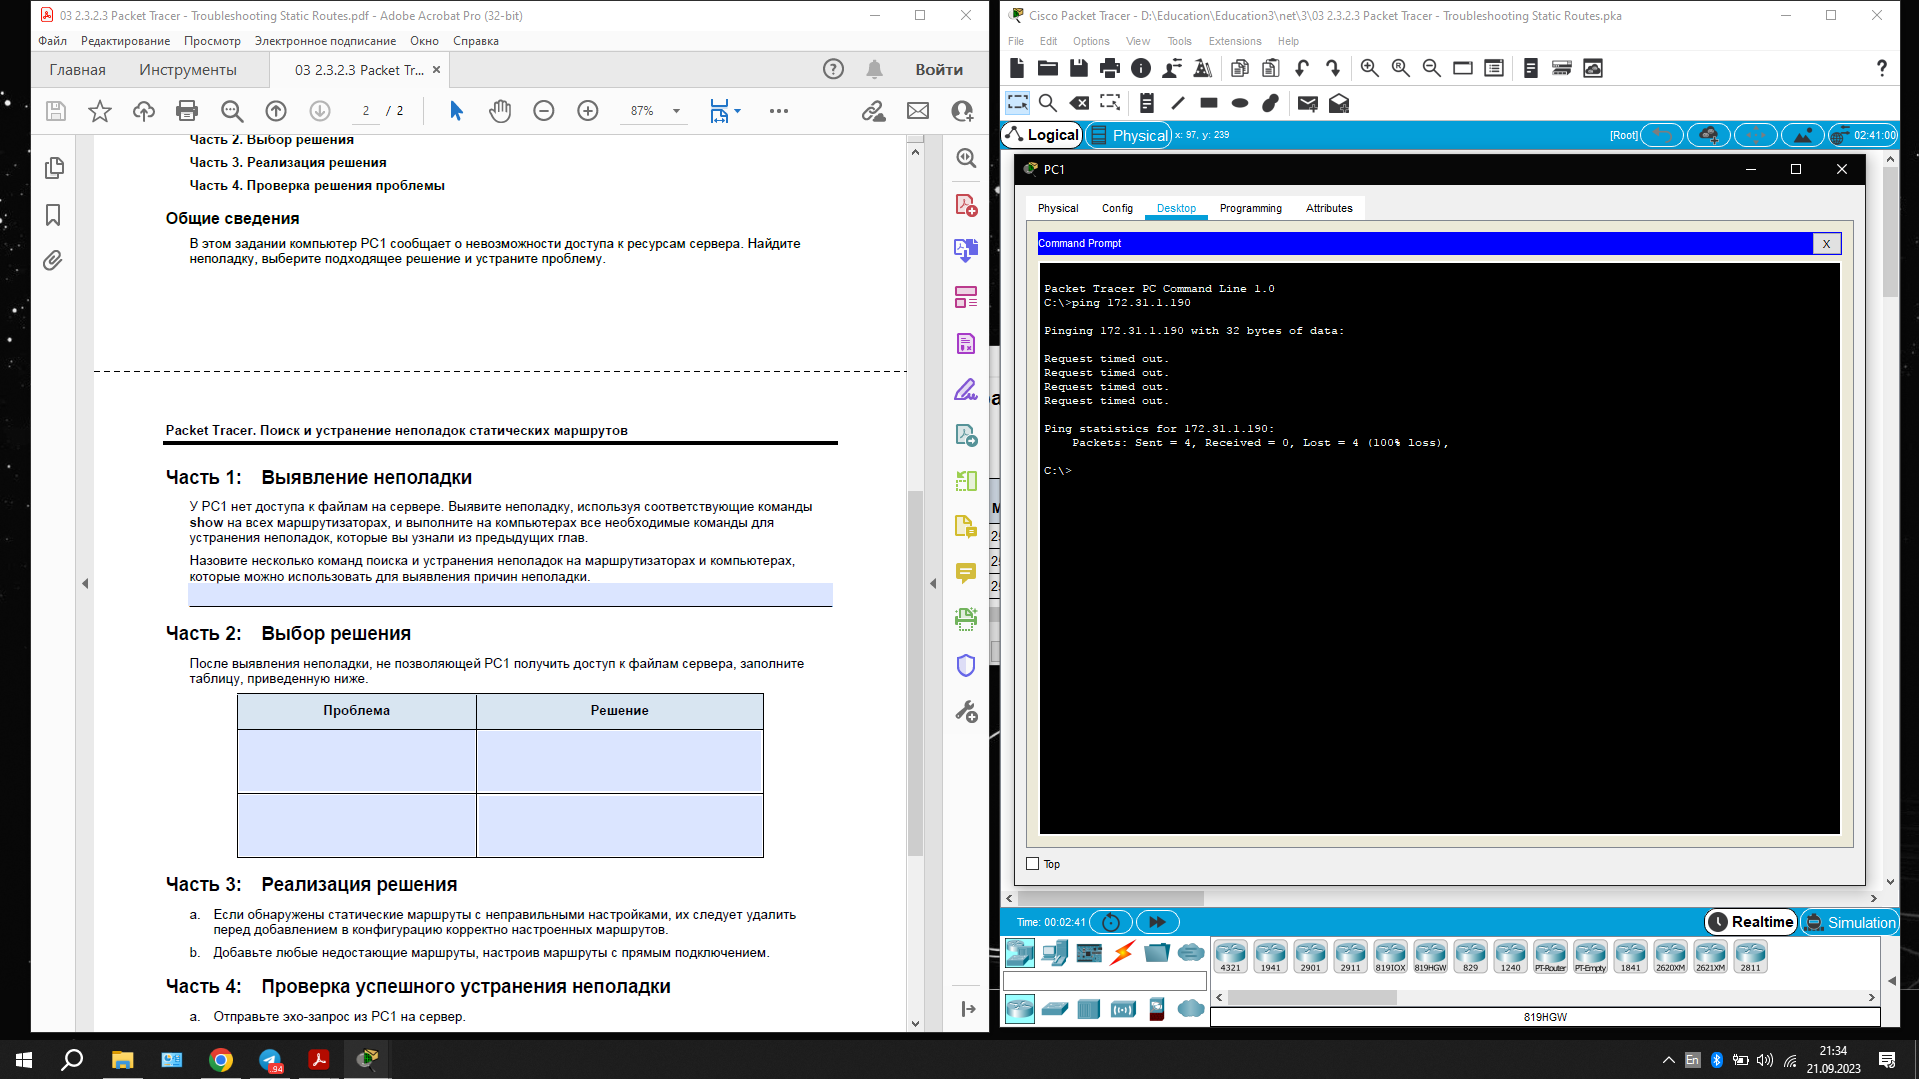 03 2.3.2.3 Packet Tracer - Troubleshooting Static Routes.pdf - Adobe Acrobat Pro (32-bit)
Файл Редактирование Просмотр Электронное подписание Окно Справка
Главная Инструменты 03 2.3.2.3 Packet Tr... × Войти
2 / 2 87%
Часть 2. Выбор решения
Часть 3. Реализация решения
Часть 4. Проверка решения проблемы
Общие сведения
В этом задании компьютер PC1 сообщает о невозможности доступа к ресурсам сервера. Найдите
неполадку, выберите подходящее решение и устраните проблему.
Packet Tracer. Поиск и устранение неполадок статических маршрутов
Часть 1: Выявление неполадки
У PC1 нет доступа к файлам на сервере. Выявите неполадку, используя соответствующие команды
show на всех маршрутизаторах, и выполните на компьютерах все необходимые команды для
устранения неполадок, которые вы узнали из предыдущих глав.
Назовите несколько команд поиска и устранения неполадок на маршрутизаторах и компьютерах,
которые можно использовать для выявления причин неполадки.
Часть 2: Выбор решения
После выявления неполадки, не позволяющей PC1 получить доступ к файлам сервера, заполните
таблицу, приведенную ниже.
Проблема Решение
Часть 3: Реализация решения
a. Если обнаружены статические маршруты с неправильными настройками, их следует удалить
перед добавлением в конфигурацию корректно настроенных маршрутов.
b. Добавьте любые недостающие маршруты, настроив маршруты с прямым подключением.
Часть 4: Проверка успешного устранения неполадки
a. Отправьте эхо-запрос из PC1 на сервер.
Cisco Packet Tracer - D:\Education\Education3\net\3\03 2.3.2.3 Packet Tracer - Troubleshooting Static Routes.pka
File Edit Options View Tools Extensions Help
Logical Physical x: 97, y: 239 [Root] 02:41:00
PC1
Physical Config Desktop Programming Attributes
Command Prompt X
Packet Tracer PC Command Line 1.0
C:\>ping 172.31.1.190
Pinging 172.31.1.190 with 32 bytes of data:
Request timed out.
Request timed out.
Request timed out.
Request timed out.
Ping statistics for 172.31.1.190:
Packets: Sent = 4, Received = 0, Lost = 4 (100% loss),
C:\>
Top
Time: 00:02:41 Realtime Simulation
4321 1941 2901 2911 819IOX 819HGW 829 1240 PT-Router PT-Empty 1841 2620XM 2621XM 2811
819HGW
94
En
21:34
21.09.2023